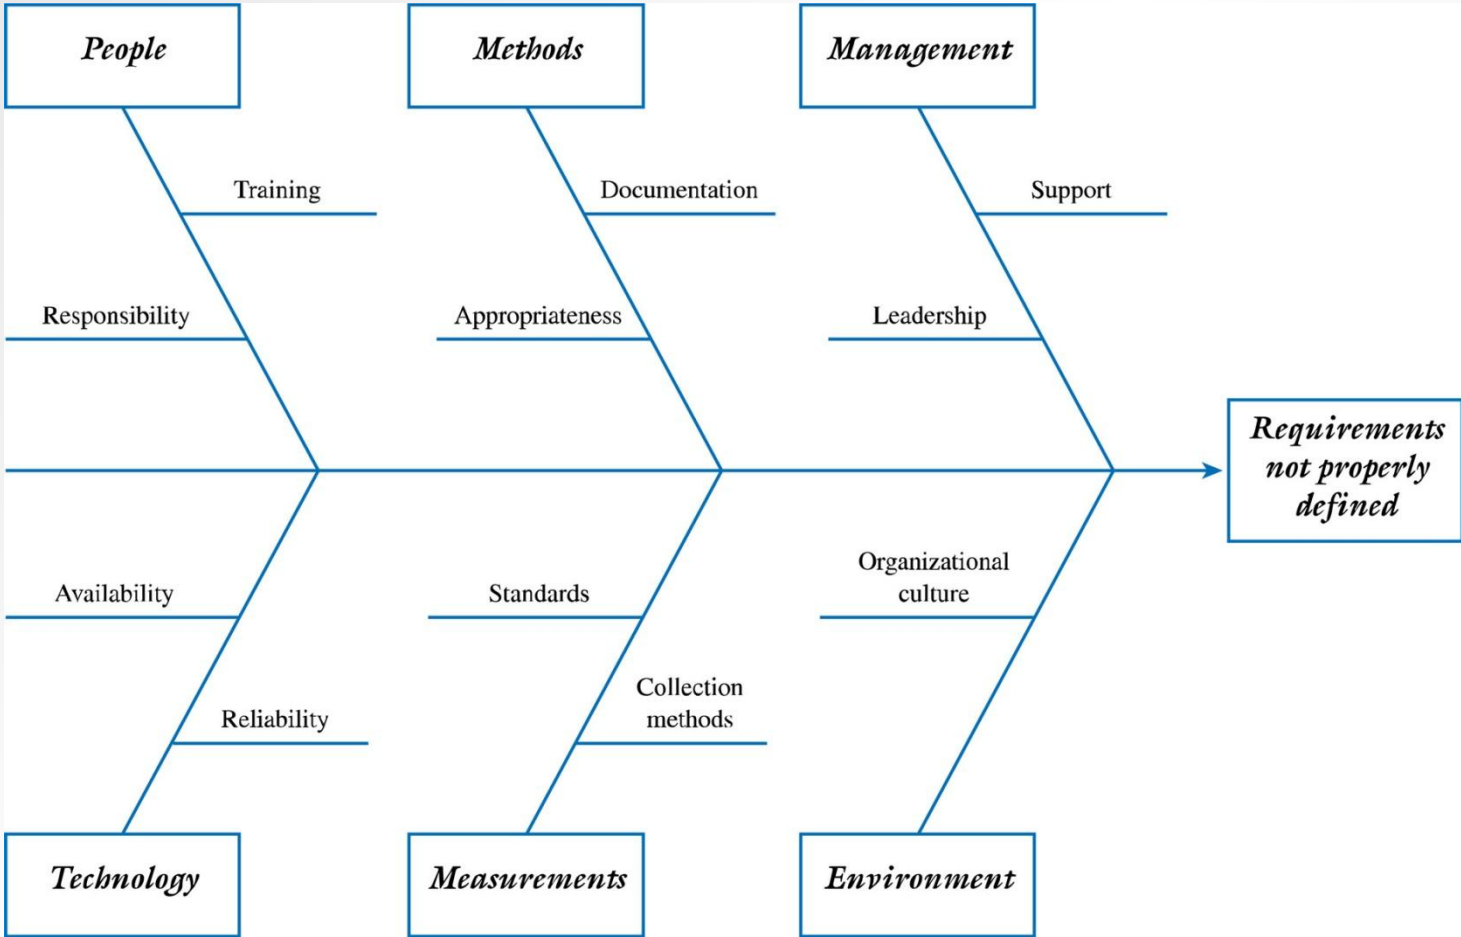 People
Methods
Management
Training
Documentation
Support
Responsibility
Appropriateness
Leadership
Requirements
not properly
defined
Availability
Standards
Organizational
culture
Reliability
Collection
methods
Technology
Measurements
Environment